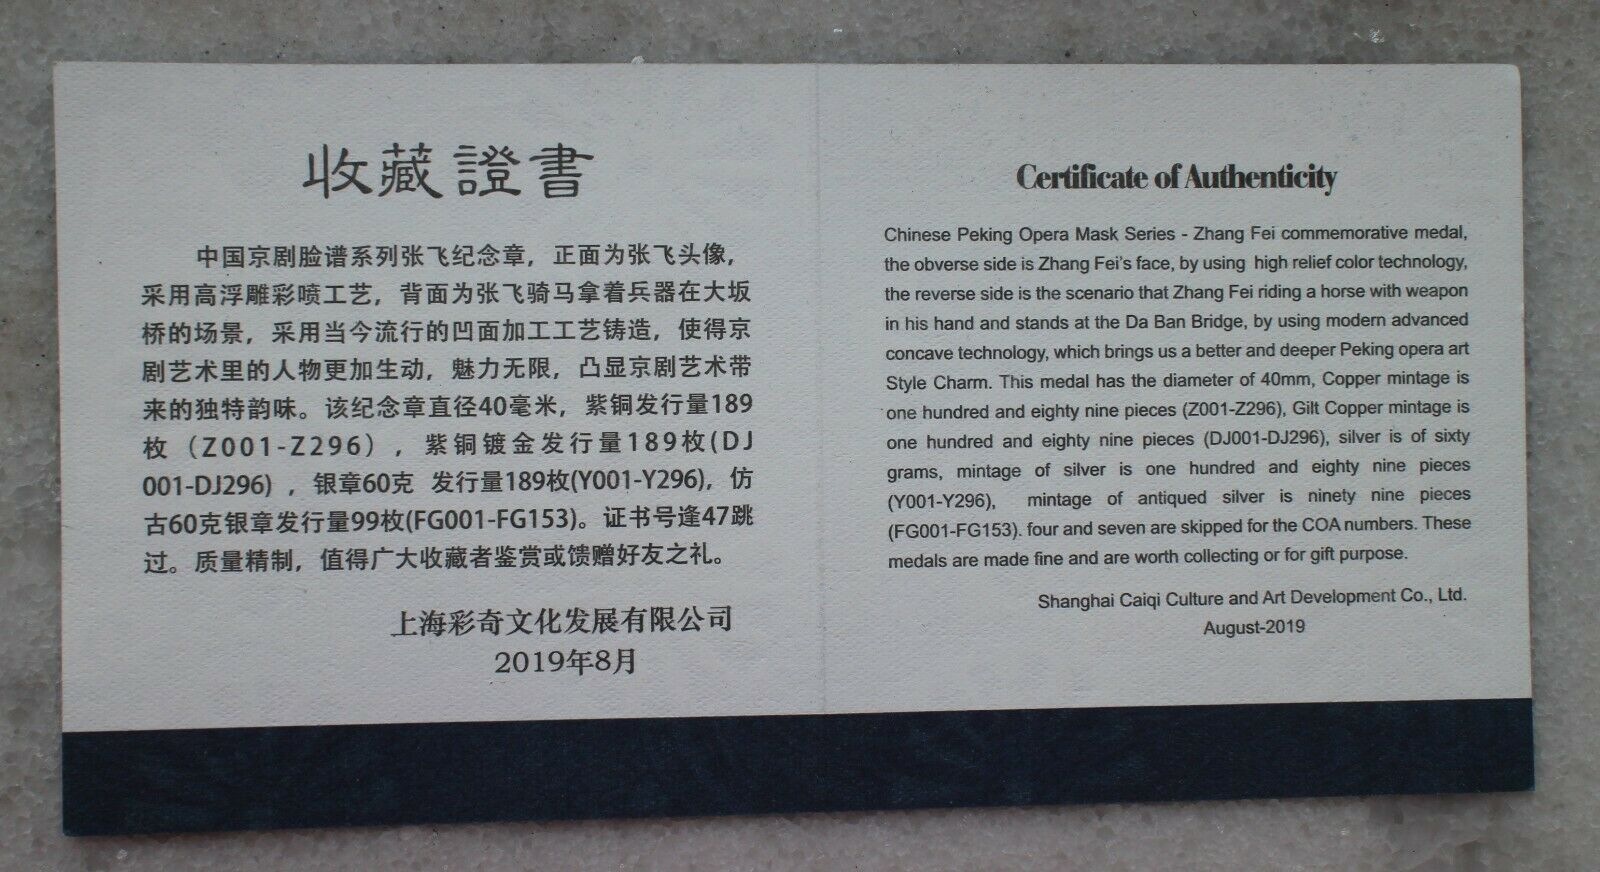 收藏證書
中国京剧脸谱系列张飞纪念章，正面为张飞头像，
采用高浮雕彩喷工艺，背面为张飞骑马拿着兵器在大坂
桥的场景，采用当今流行的凹面加工工艺铸造，使得京
剧艺术里的人物更加生动，魅力无限，凸显京剧艺术带
来的独特韵味。该纪念章直径40毫米，紫铜发行量189
枚（Z001-Z296），紫铜镀金发行量189枚(DJ
001-DJ296)，银章60克 发行量189枚(Y001-Y296)，仿
古60克银章发行量99枚(FG001-FG153)。证书号逢47跳
过。质量精制，值得广大收藏者鉴赏或馈赠好友之礼。
上海彩奇文化发展有限公司
2019年8月
Certificate of Authenticity
Chinese Peking Opera Mask Series - Zhang Fei commemorative medal,
the obverse side is Zhang Fei's face, by using high relief color technology,
the reverse side is the scenario that Zhang Fei riding a horse with weapon
in his hand and stands at the Da Ban Bridge, by using modern advanced
concave technology, which brings us a better and deeper Peking opera art
Style Charm. This medal has the diameter of 40mm, Copper mintage is
one hundred and eighty nine pieces (Z001-Z296), Gilt Copper mintage is
one hundred and eighty nine pieces (DJ001-DJ296), silver is of sixty
grams, mintage of silver is one hundred and eighty nine pieces
(Y001-Y296), mintage of antiqued silver is ninety nine pieces
(FG001-FG153). four and seven are skipped for the COA numbers. These
medals are made fine and are worth collecting or for gift purpose.
Shanghai Caiqi Culture and Art Development Co., Ltd.
August-2019